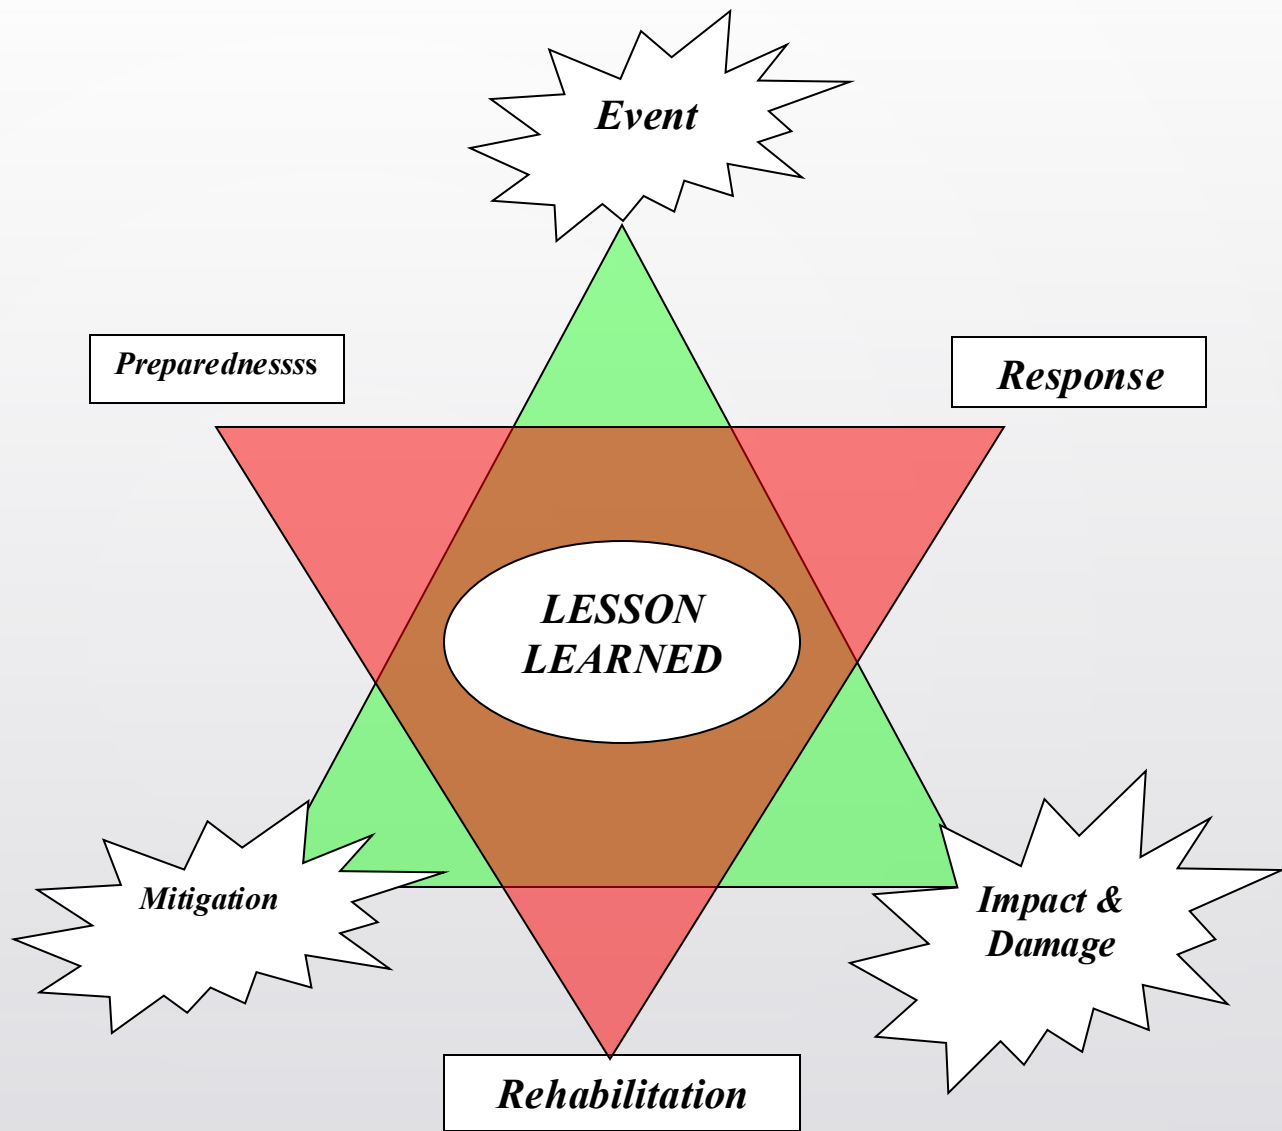 Event
Preparednessss
Response
LESSON
LEARNED
Mitigation
Impact &
Damage
Rehabilitation